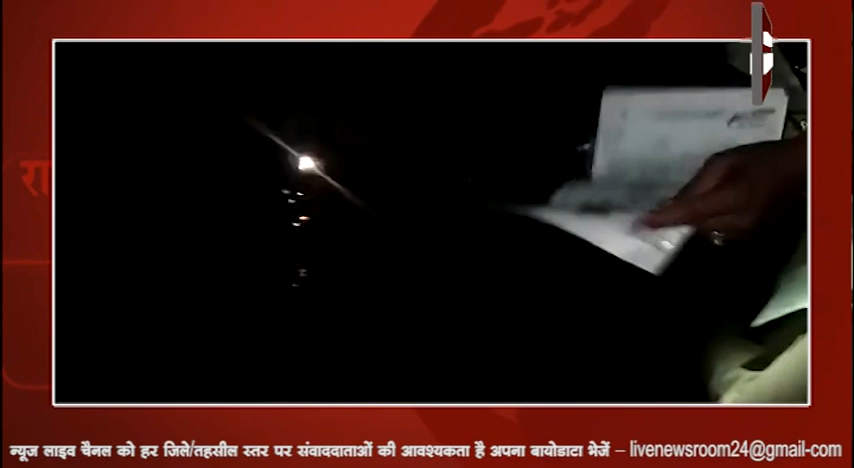 रा
न्यूज लाइव चैनल को हर जिले/तहसील स्तर पर संवाददाताओं की आवश्यकता है अपना बायोडाटा भेजें – livenewsroom24@gmail-com